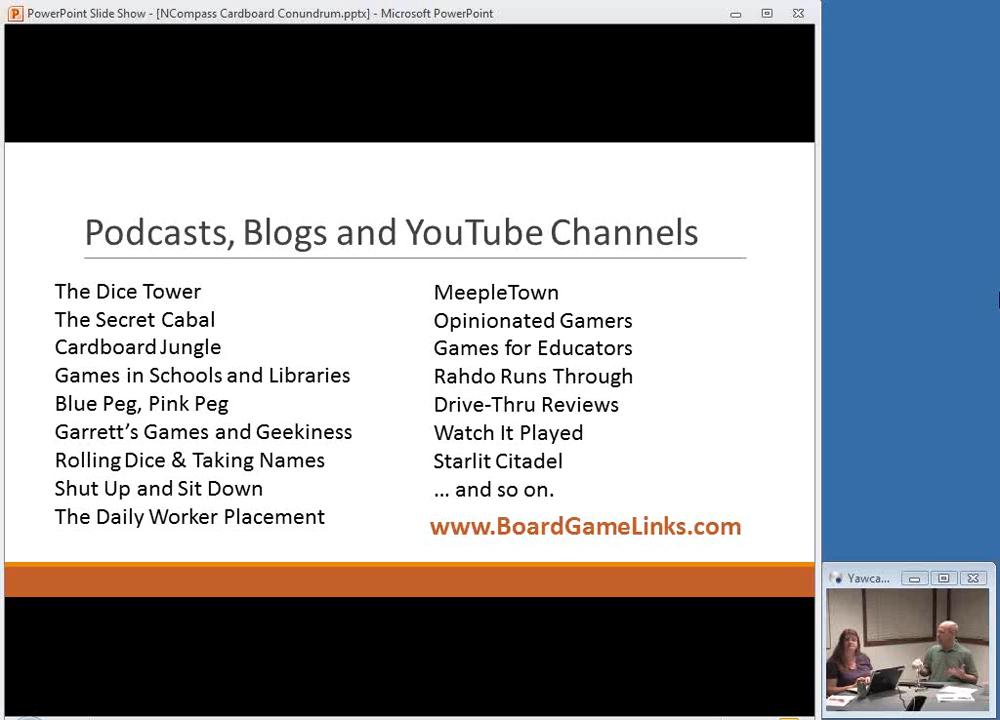 PowerPoint Slide Show - [NCompass Cardboard Conundrum.pptx] - Microsoft PowerPoint
Podcasts, Blogs and YouTube Channels
The Dice Tower
The Secret Cabal
Cardboard Jungle
Games in Schools and Libraries
Blue Peg, Pink Peg
Garrett's Games and Geekiness
Rolling Dice & Taking Names
Shut Up and Sit Down
The Daily Worker Placement
MeepleTown
Opinionated Gamers
Games for Educators
Rahdo Runs Through
Drive-Thru Reviews
Watch It Played
Starlit Citadel
... and so on.
www.BoardGameLinks.com
Yawca...